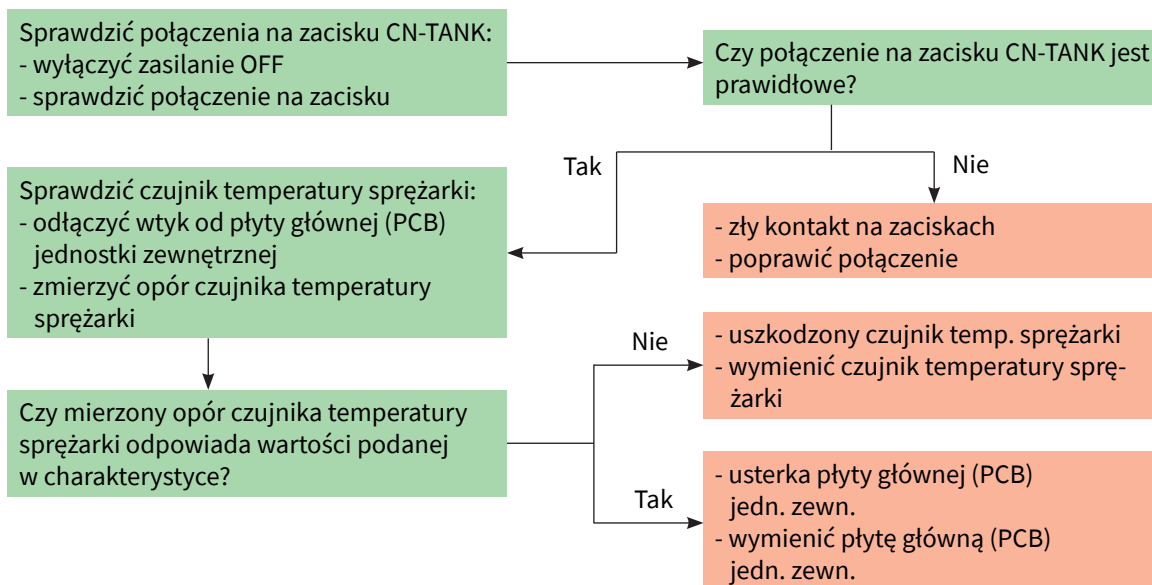 Sprawdzić połączenia na zacisku CN-TANK:
- wyłączyć zasilanie OFF
- sprawdzić połączenie na zacisku
Czy połączenie na zacisku CN-TANK jest
prawidłowe?
Tak
Nie
Sprawdzić czujnik temperatury sprężarki:
- odłączyć wtyk od płyty głównej (PCB)
jednostki zewnętrznej
- zmierzyć opór czujnika temperatury
sprężarki
- zły kontakt na zaciskach
- poprawić połączenie
Czy mierzony opór czujnika temperatury
sprężarki odpowiada wartości podanej
w charakterystyce?
Nie
- uszkodzony czujnik temp. sprężarki
- wymienić czujnik temperatury sprę-
żarki
Tak
- usterka płyty głównej (PCB)
jedn. zewn.
- wymienić płytę główną (PCB)
jedn. zewn.